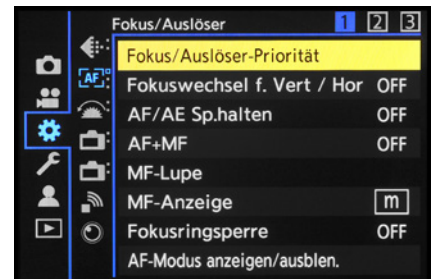 Fokus/Auslöser 1 2 3
AF
Fokus/Auslöser-Priorität
Fokuswechsel f. Vert / Hor OFF
AF/AE Sp.halten OFF
AF+MF OFF
MF-Lupe
MF-Anzeige m
Fokusringsperre OFF
AF-Modus anzeigen/ausblen.